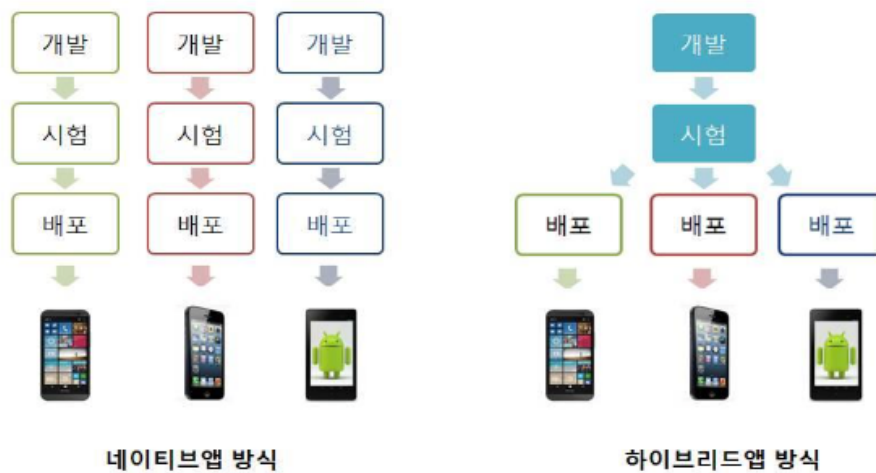 개발 개발 개발 개발
시험 시험 시험 시험
배포 배포 배포 배포 배포 배포
네이티브앱 방식 하이브리드앱 방식